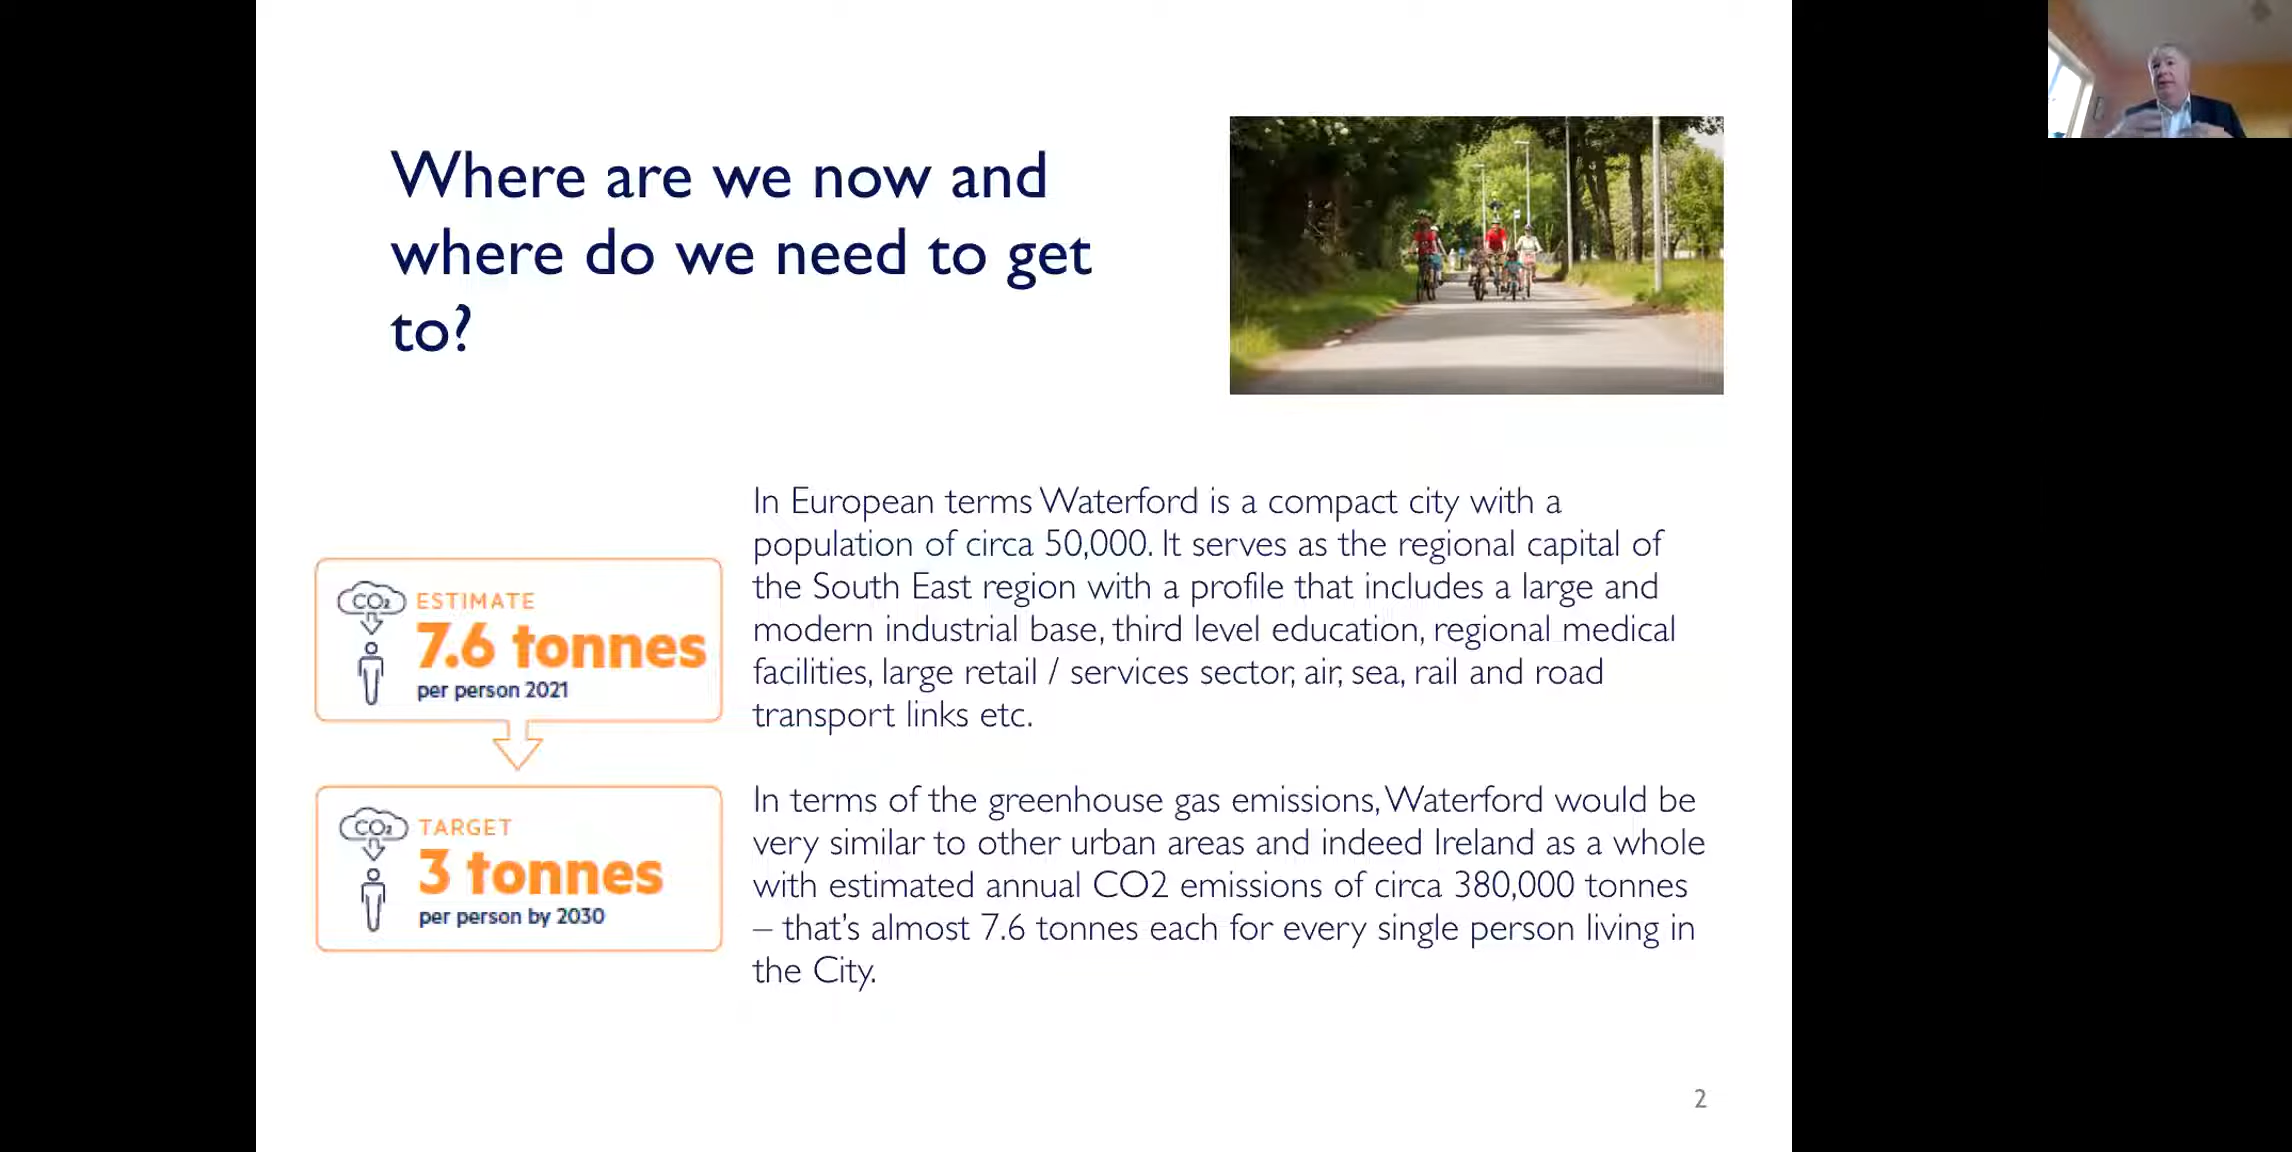 Where are we now and
where do we need to get
to?
In European terms Waterford is a compact city with a
population of circa 50,000. It serves as the regional capital of
the South East region with a profile that includes a large and
modern industrial base, third level education, regional medical
facilities, large retail / services sector, air, sea, rail and road
transport links etc.
CO2 ESTIMATE
7.6 tonnes
per person 2021
CO2 TARGET
3 tonnes
per person by 2030
In terms of the greenhouse gas emissions, Waterford would be
very similar to other urban areas and indeed Ireland as a whole
with estimated annual CO2 emissions of circa 380,000 tonnes
– that's almost 7.6 tonnes each for every single person living in
the City.
2